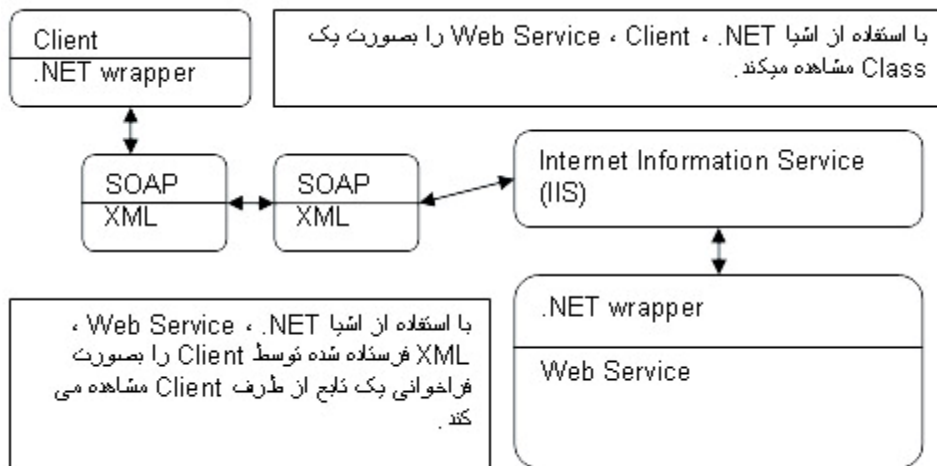 Client
.NET wrapper
با استفاده از اشیا NET. ، Client ، Web Service را بصورت یک
Class مشاهده میکند.
SOAP
XML
SOAP
XML
Internet Information Service
(IIS)
با استفاده از اشیا NET. ، Web Service ،
XML فرستاده شده توسط Client را بصورت
فراخوانی یک تابع از طرف Client مشاهده می
کند .
.NET wrapper
Web Service